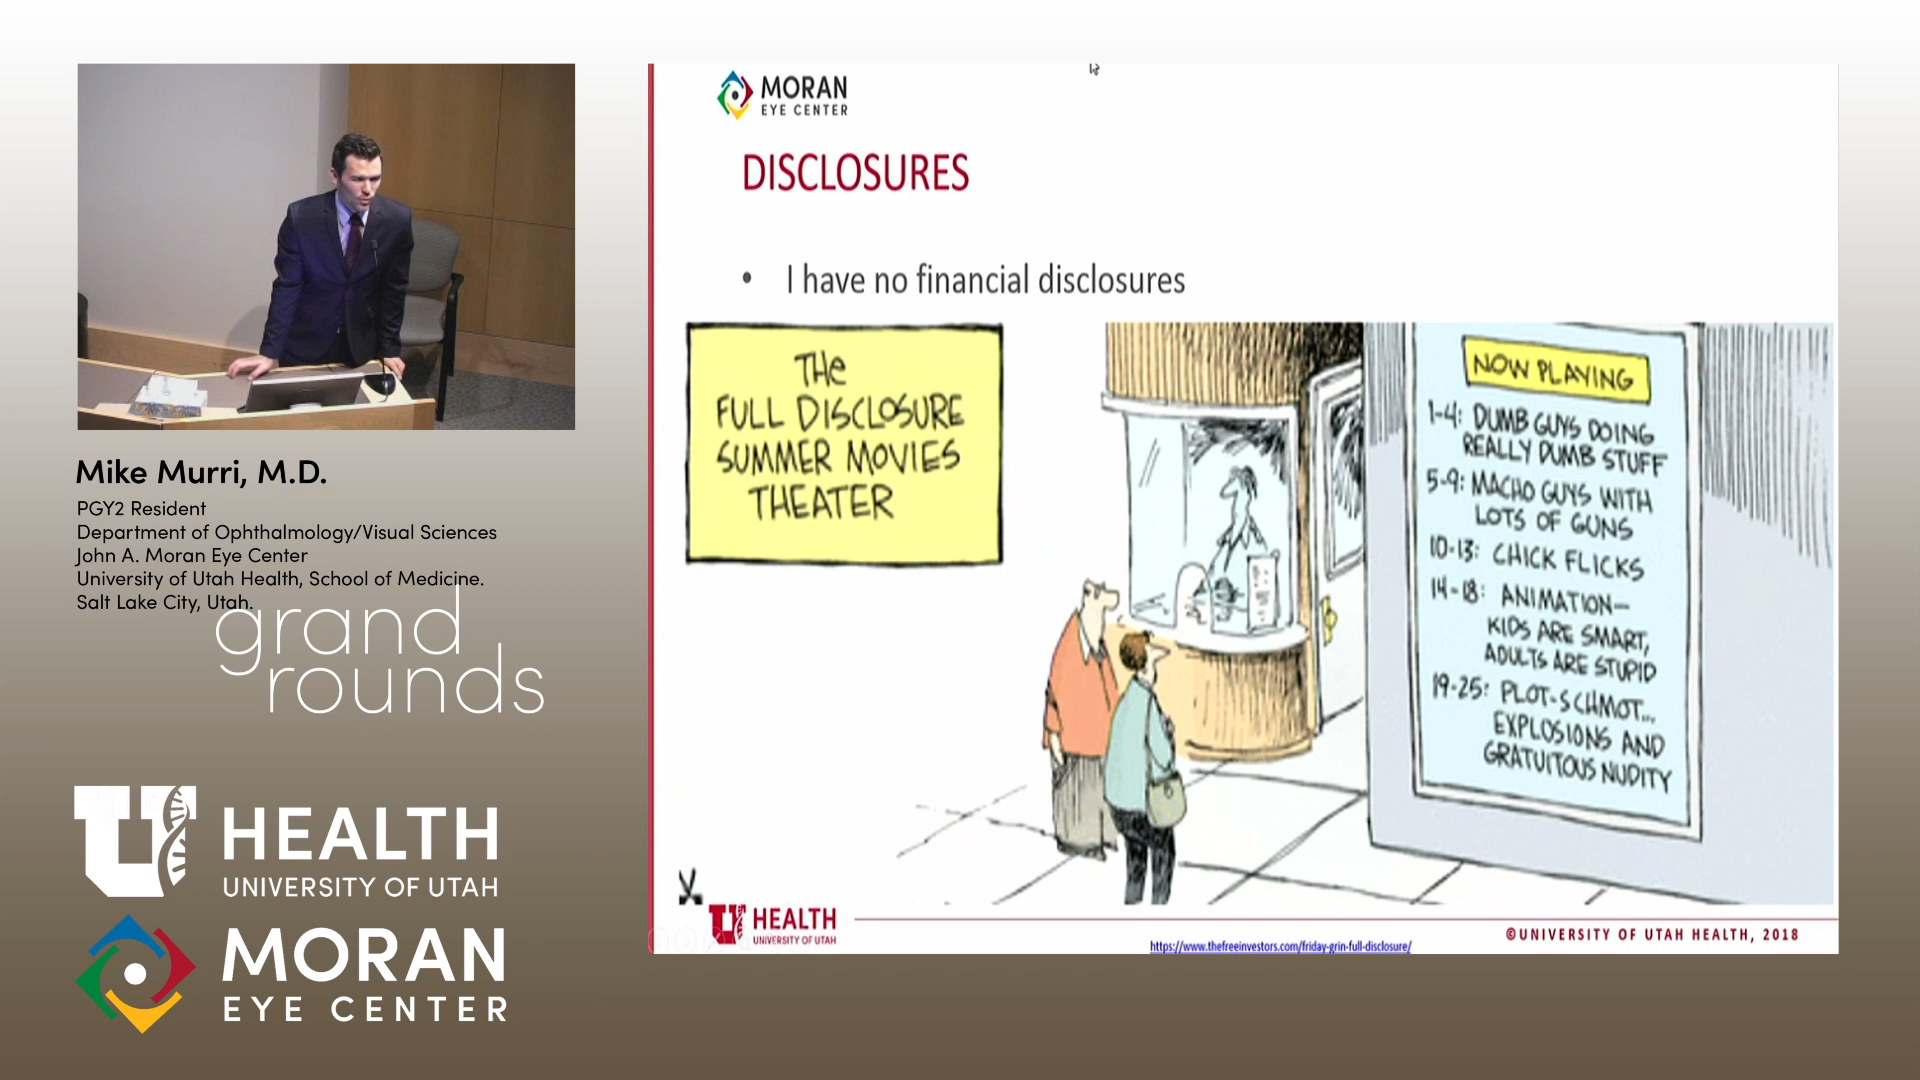 Mike Murri, M.D.
PGY2 Resident
Department of Ophthalmology/Visual Sciences
John A. Moran Eye Center
University of Utah Health, School of Medicine.
Salt Lake City, Utah.
grand
rounds
U HEALTH
UNIVERSITY OF UTAH
MORAN
EYE CENTER
MORAN
EYE CENTER
DISCLOSURES
• I have no financial disclosures
THE
FULL DISCLOSURE
SUMMER MOVIES
THEATER
NOW PLAYING
1-4: DUMB GUYS DOING
REALLY DUMB STUFF
5-9: MACHO GUYS WITH
LOTS OF GUNS
10-13: CHICK FLICKS
14-18: ANIMATION—
KIDS ARE SMART,
ADULTS ARE STUPID
19-25: PLOT-SCHMOT...
EXPLOSIONS AND
GRATUITOUS NUDITY
U HEALTH
UNIVERSITY OF UTAH
https://www.thefreeinvestors.com/friday-grin-full-disclosure/
©UNIVERSITY OF UTAH HEALTH, 2018